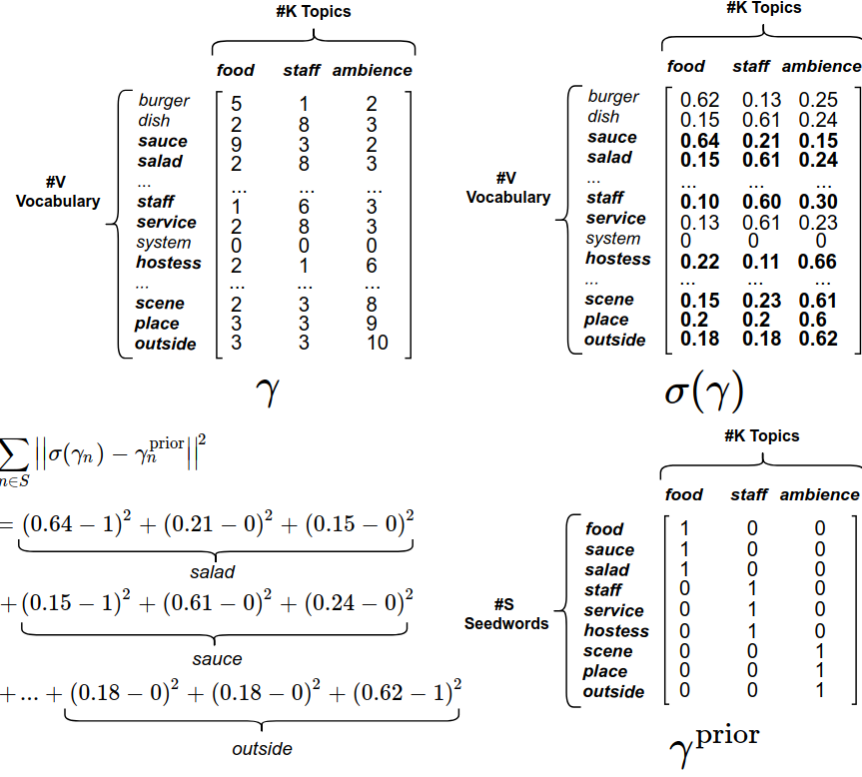 #K Topics
food staff ambience
#V
Vocabulary
burger 5 1 2
dish 2 8 3
sauce 9 3 2
salad 2 8 3
... ... ... ...
staff 1 6 3
service 2 8 3
system 0 0 0
hostess 2 1 6
... ... ... ...
scene 2 3 8
place 3 3 9
outside 3 3 10
γ
#K Topics
food staff ambience
#V
Vocabulary
burger 0.62 0.13 0.25
dish 0.15 0.61 0.24
sauce 0.64 0.21 0.15
salad 0.15 0.61 0.24
... ... ... ...
staff 0.10 0.60 0.30
service 0.13 0.61 0.23
system 0 0 0
hostess 0.22 0.11 0.66
... ... ... ...
scene 0.15 0.23 0.61
place 0.2 0.2 0.6
outside 0.18 0.18 0.62
σ(γ)
∑ n∈S ||σ(γₙ) − γₙ^prior||²
= (0.64 − 1)² + (0.21 − 0)² + (0.15 − 0)²
salad
+ (0.15 − 1)² + (0.61 − 0)² + (0.24 − 0)²
sauce
+ ... + (0.18 − 0)² + (0.18 − 0)² + (0.62 − 1)²
outside
#K Topics
food staff ambience
#S
Seedwords
food 1 0 0
sauce 1 0 0
salad 1 0 0
staff 0 1 0
service 0 1 0
hostess 0 1 0
scene 0 0 1
place 0 0 1
outside 0 0 1
γ^prior